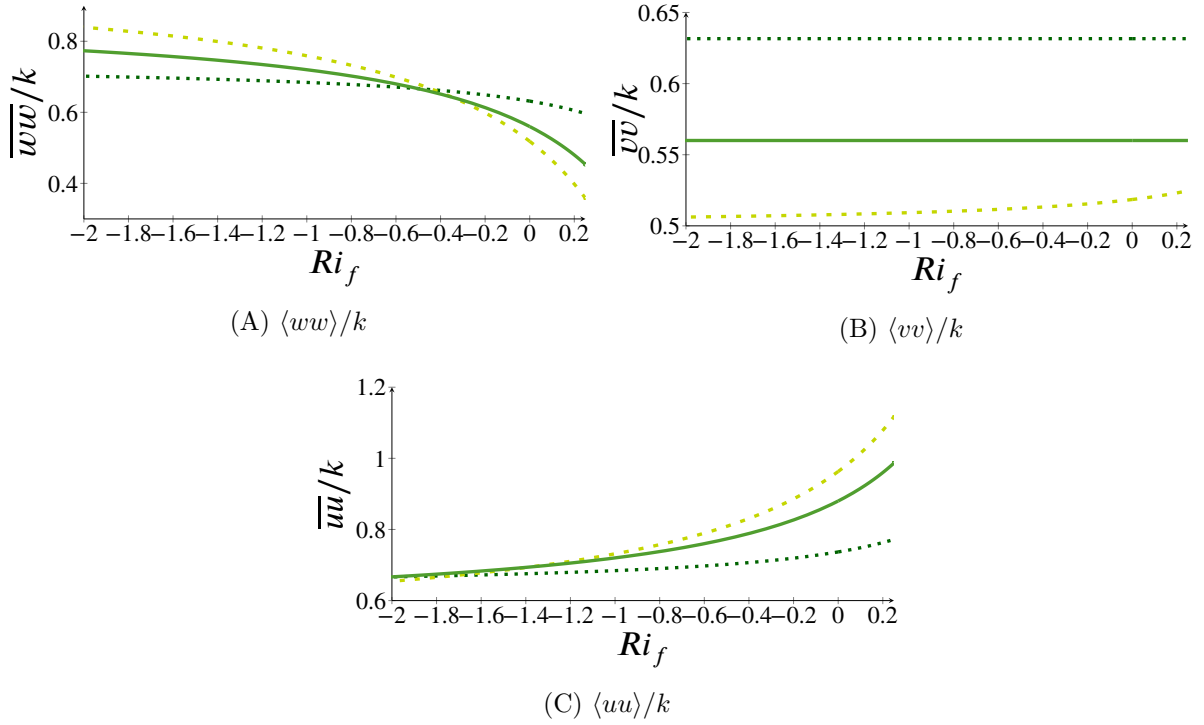 0.8
0.6
0.4
−2 −1.8 −1.6 −1.4 −1.2 −1 −0.8 −0.6 −0.4 −0.2 0 0.2
ww/k
Ri_f
(A) ⟨ww⟩/k
0.65
0.6
0.55
0.5
−2 −1.8 −1.6 −1.4 −1.2 −1 −0.8 −0.6 −0.4 −0.2 0 0.2
vv/k
Ri_f
(B) ⟨vv⟩/k
1.2
1
0.8
0.6
−2 −1.8 −1.6 −1.4 −1.2 −1 −0.8 −0.6 −0.4 −0.2 0 0.2
uu/k
Ri_f
(C) ⟨uu⟩/k